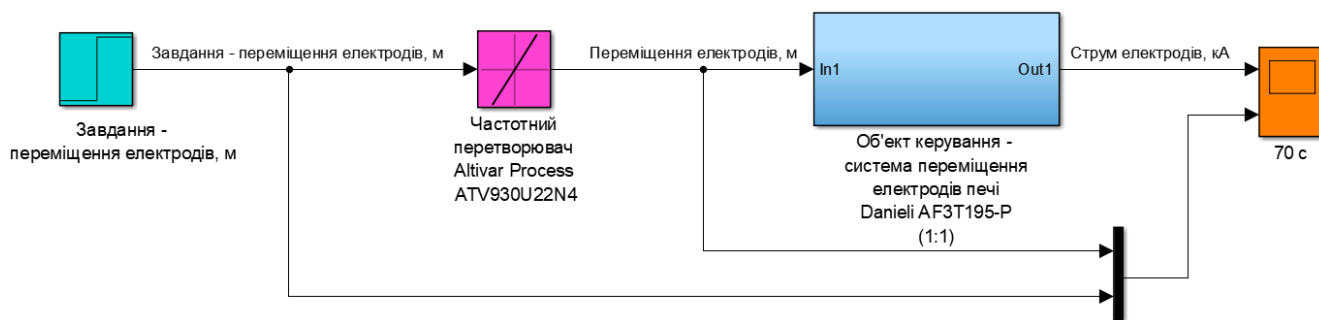 Завдання - переміщення електродів, м
Переміщення електродів, м
Струм електродів, кА
In1
Out1
Завдання -
переміщення електродів, м
Частотний
перетворювач
Altivar Process
ATV930U22N4
Об'єкт керування -
система переміщення
електродів печі
Danieli AF3T195-P
(1:1)
70 с